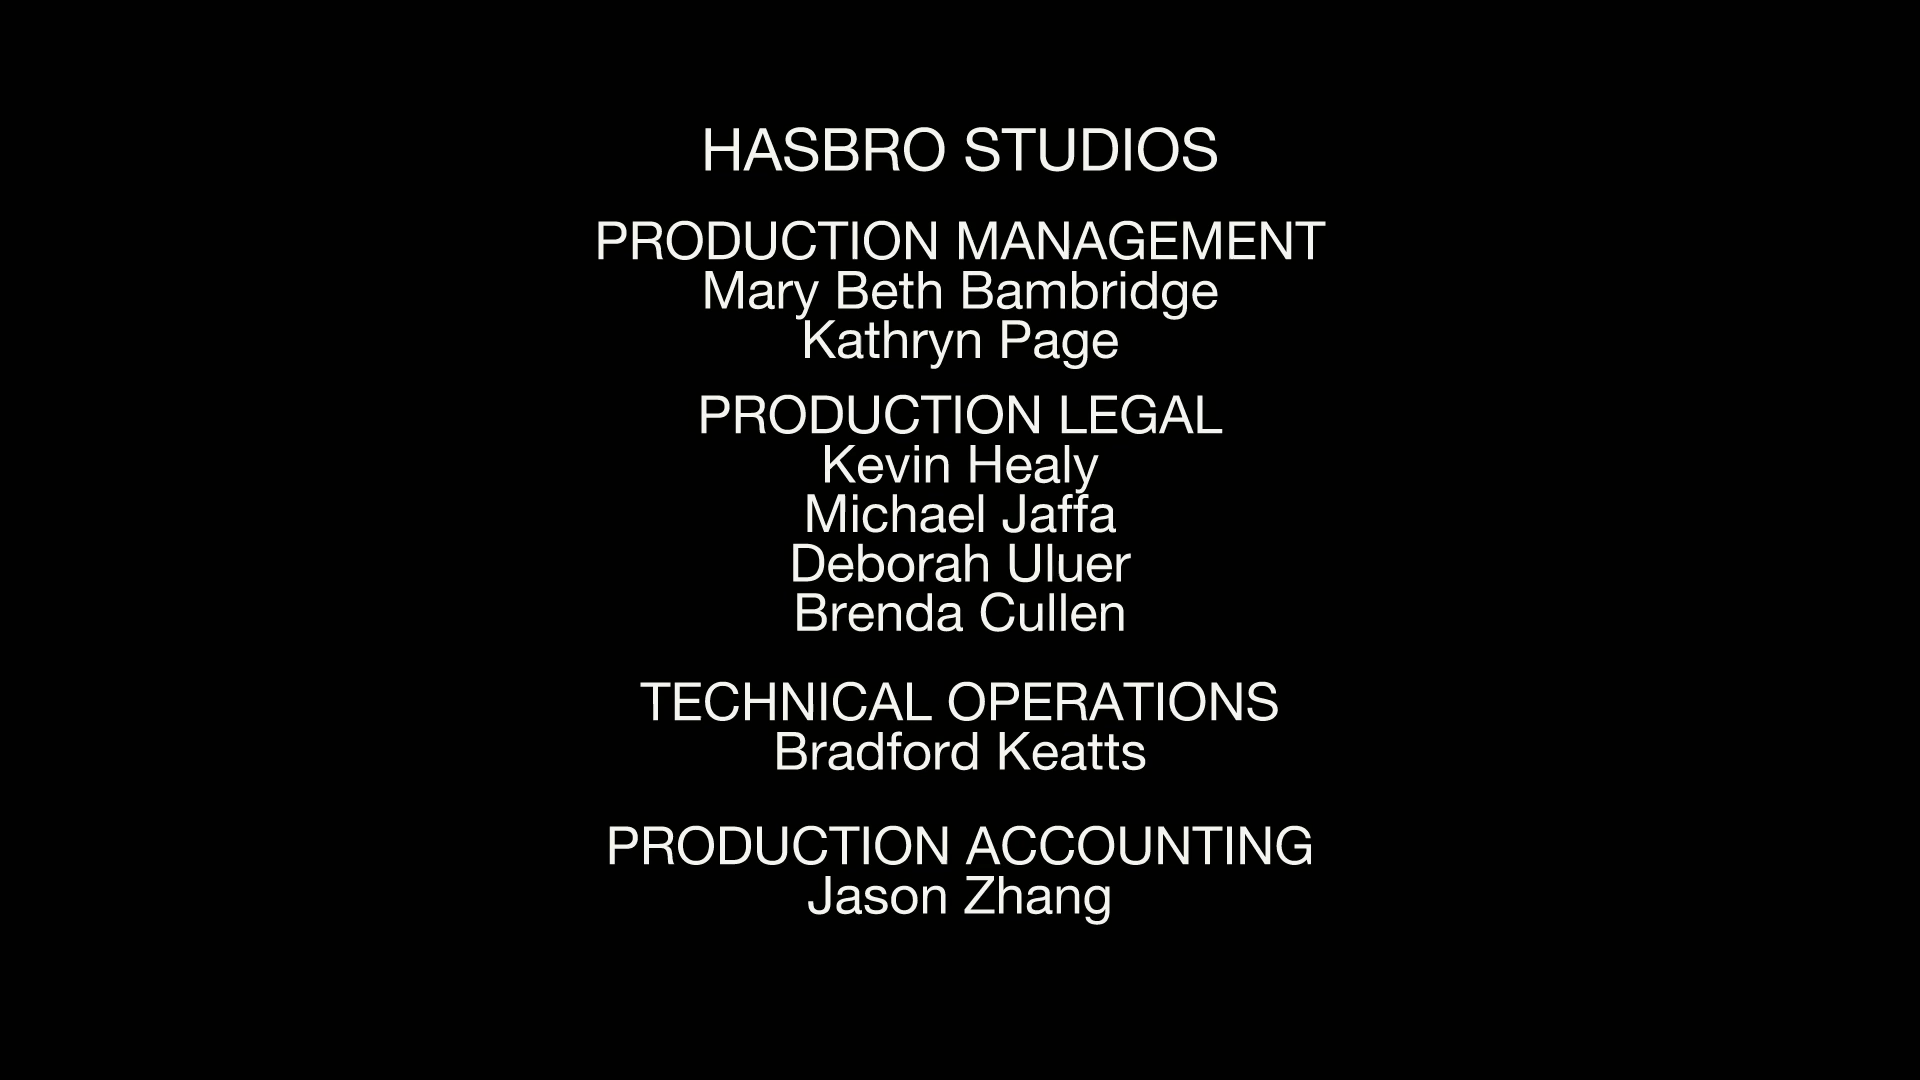 HASBRO STUDIOS
PRODUCTION MANAGEMENT
Mary Beth Bambridge
Kathryn Page
PRODUCTION LEGAL
Kevin Healy
Michael Jaffa
Deborah Uluer
Brenda Cullen
TECHNICAL OPERATIONS
Bradford Keatts
PRODUCTION ACCOUNTING
Jason Zhang